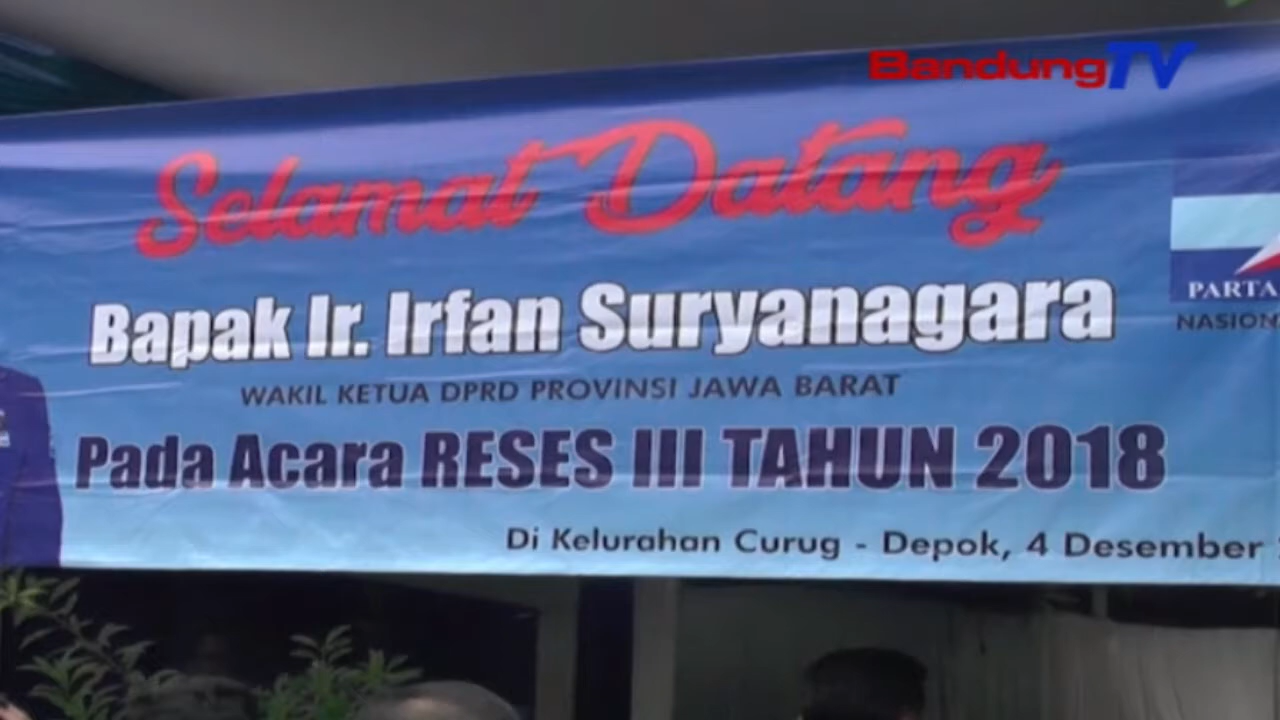 BandungTV
Selamat Datang
Bapak Ir. Irfan Suryanagara
WAKIL KETUA DPRD PROVINSI JAWA BARAT
Pada Acara RESES III TAHUN 2018
Di Kelurahan Curug - Depok, 4 Desember
PARTA
NASION